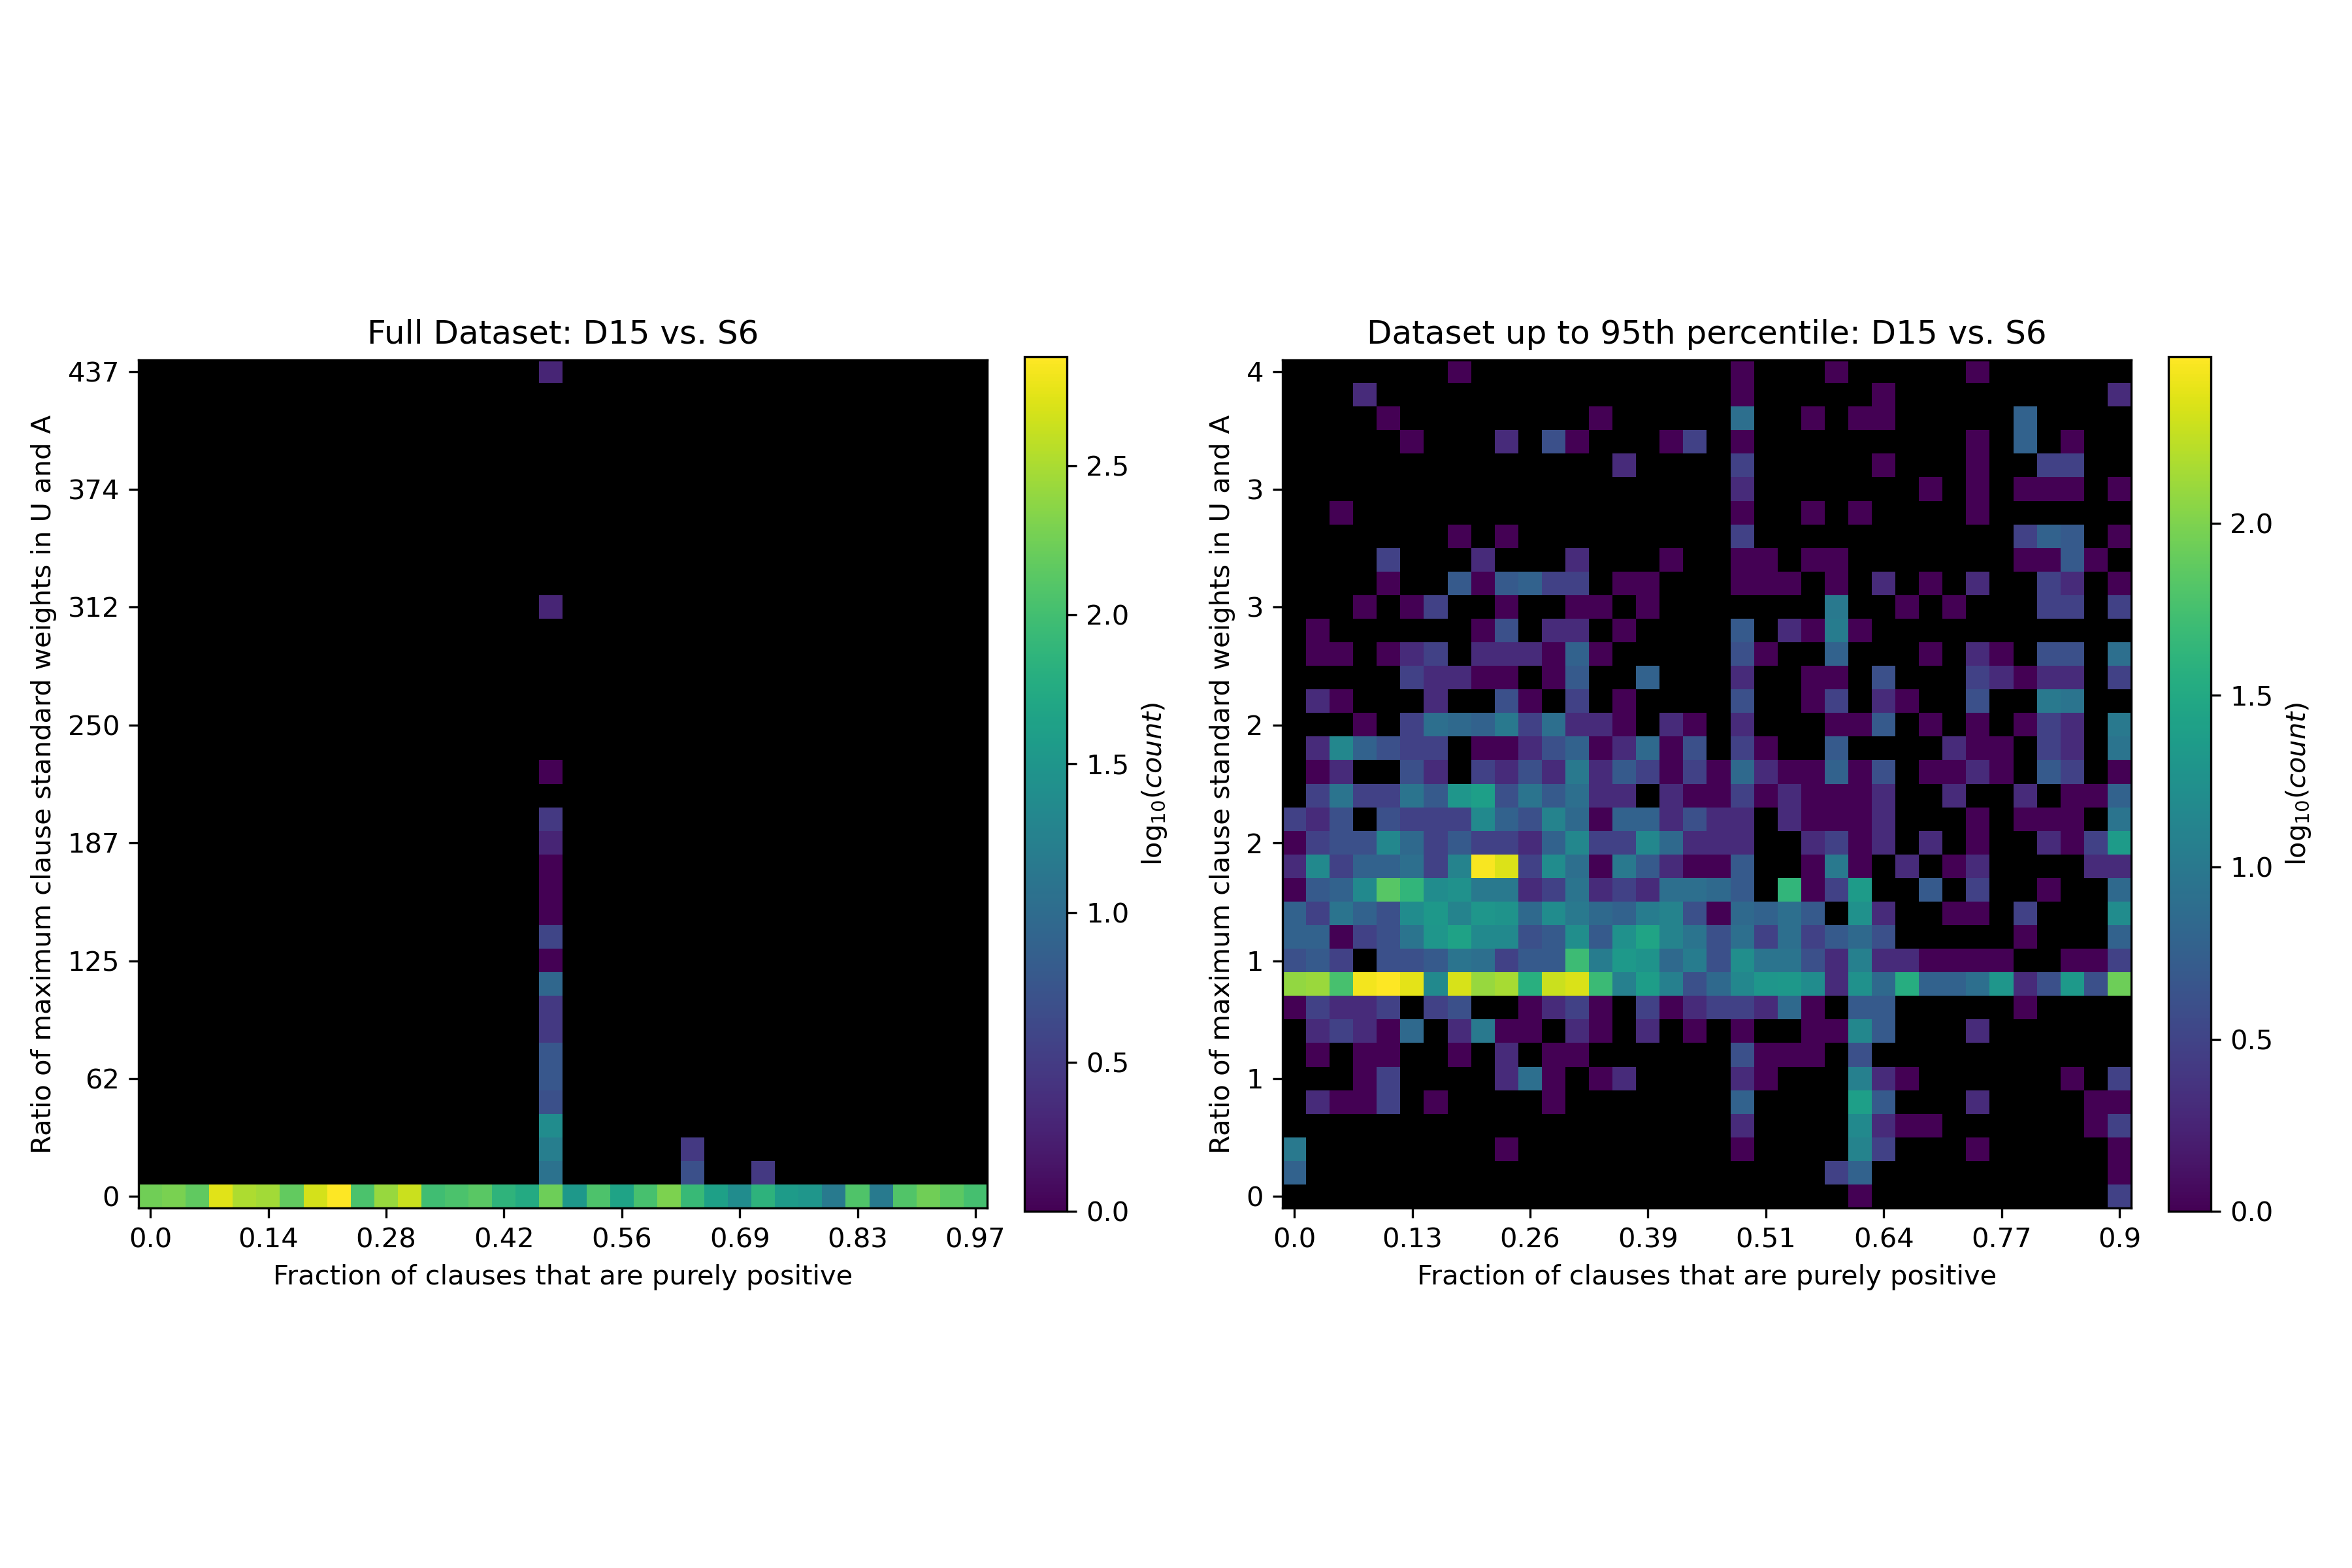 Full Dataset: D15 vs. S6
Ratio of maximum clause standard weights in U and A
437
374
312
250
187
125
62
0
0.0 0.14 0.28 0.42 0.56 0.69 0.83 0.97
Fraction of clauses that are purely positive
2.5
2.0
1.5
1.0
0.5
0.0
log₁₀(count)
Dataset up to 95th percentile: D15 vs. S6
Ratio of maximum clause standard weights in U and A
4
3
3
2
2
1
1
0
0.0 0.13 0.26 0.39 0.51 0.64 0.77 0.9
Fraction of clauses that are purely positive
2.0
1.5
1.0
0.5
0.0
log₁₀(count)